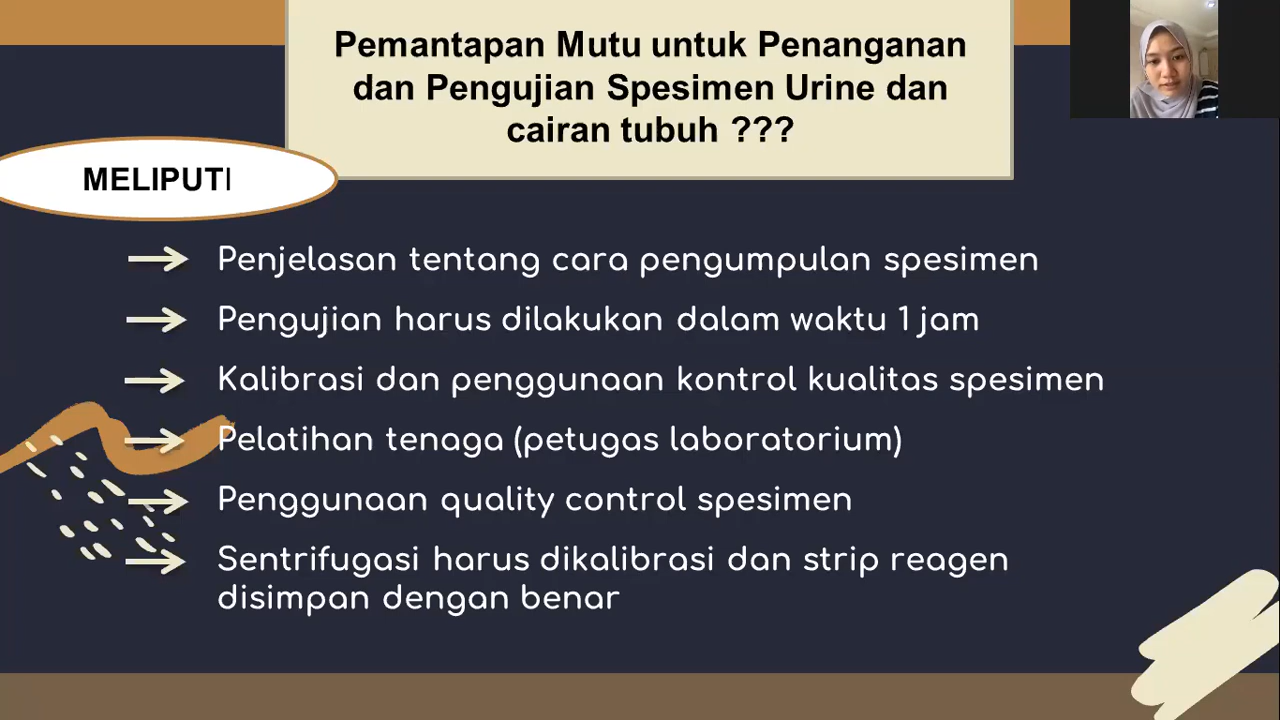 Pemantapan Mutu untuk Penanganan
dan Pengujian Spesimen Urine dan
cairan tubuh ???
MELIPUTI
Penjelasan tentang cara pengumpulan spesimen
Pengujian harus dilakukan dalam waktu 1 jam
Kalibrasi dan penggunaan kontrol kualitas spesimen
Pelatihan tenaga (petugas laboratorium)
Penggunaan quality control spesimen
Sentrifugasi harus dikalibrasi dan strip reagen
disimpan dengan benar